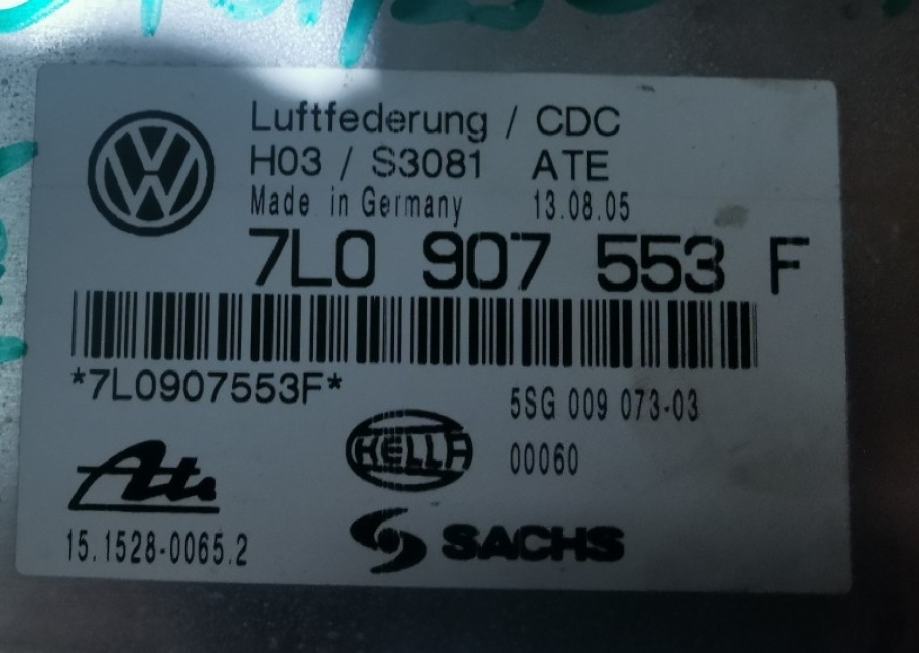 Luftfederung / CDC
H03 / S3081 ATE
Made in Germany 13.08.05
7L0 907 553 F
*7L0907553F*
5SG 009 073-03
HELLA
00060
Ate
15.1528-0065.2
SACHS